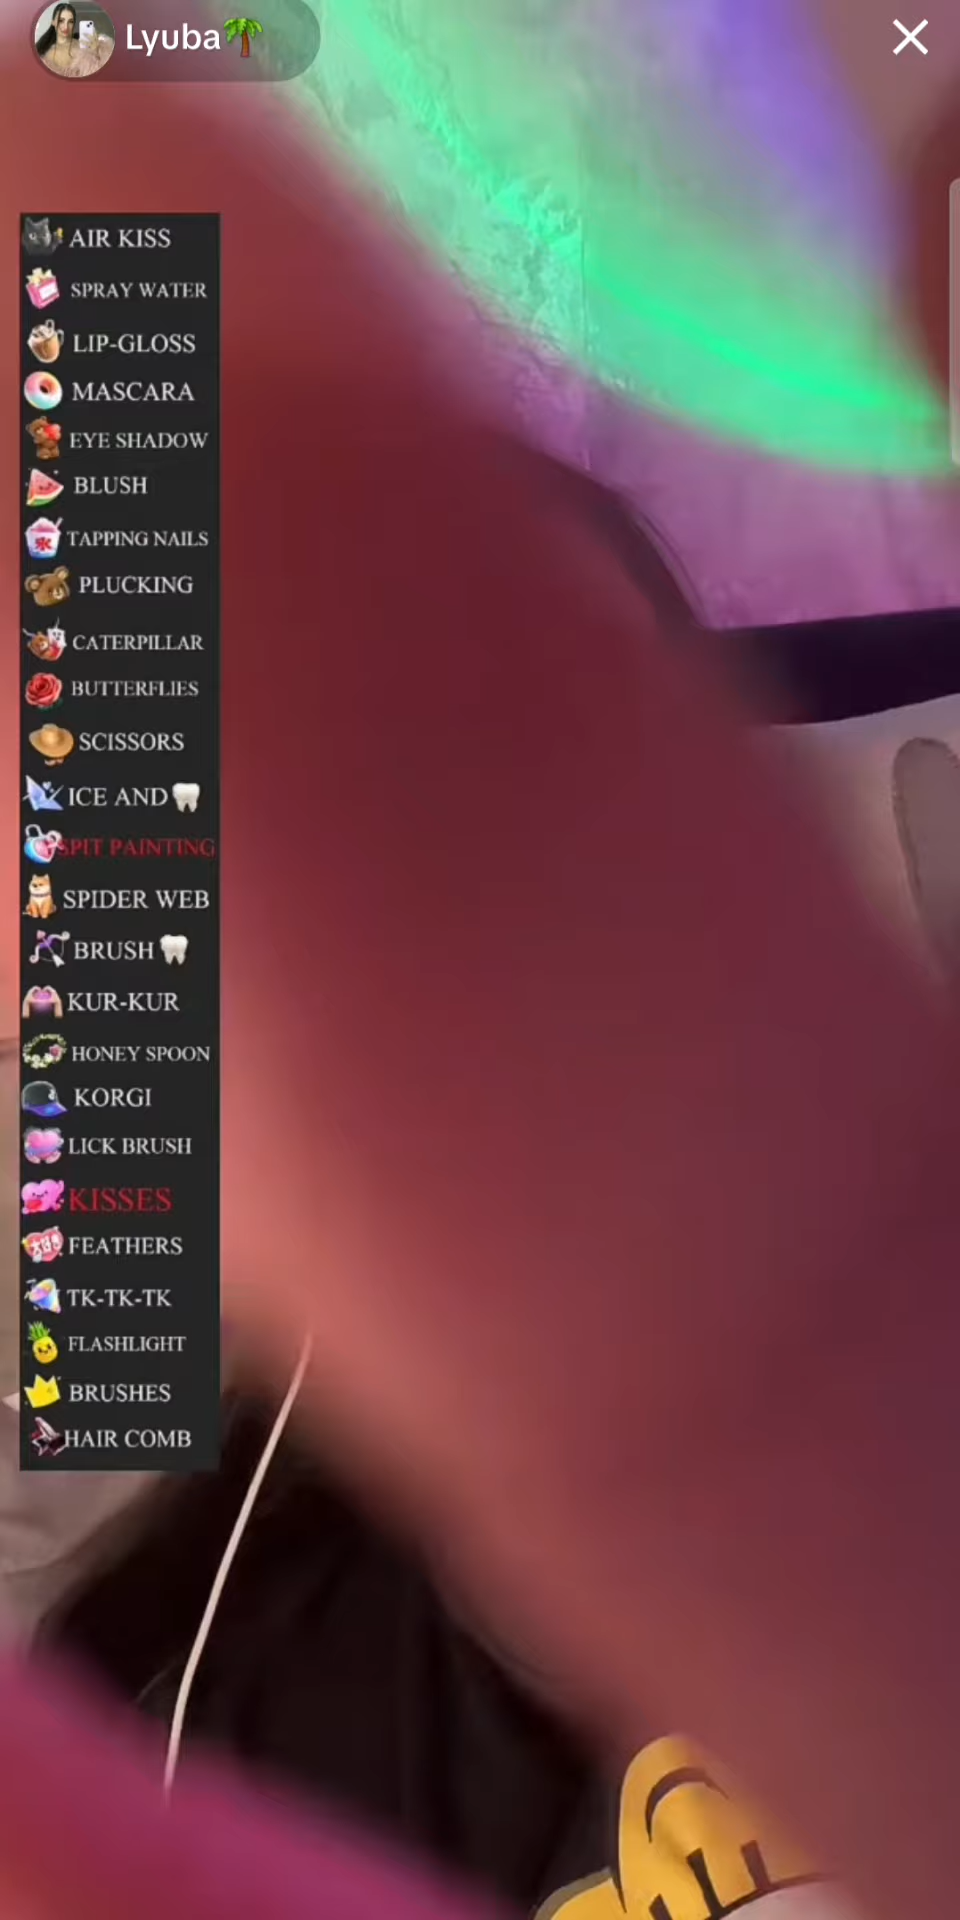 Lyuba🌴
AIR KISS
SPRAY WATER
LIP-GLOSS
MASCARA
EYE SHADOW
BLUSH
TAPPING NAILS
PLUCKING
CATERPILLAR
BUTTERFLIES
SCISSORS
ICE AND🦷
SPIT PAINTING
SPIDER WEB
BRUSH🦷
KUR-KUR
HONEY SPOON
KORGI
LICK BRUSH
KISSES
FEATHERS
TK-TK-TK
FLASHLIGHT
BRUSHES
HAIR COMB